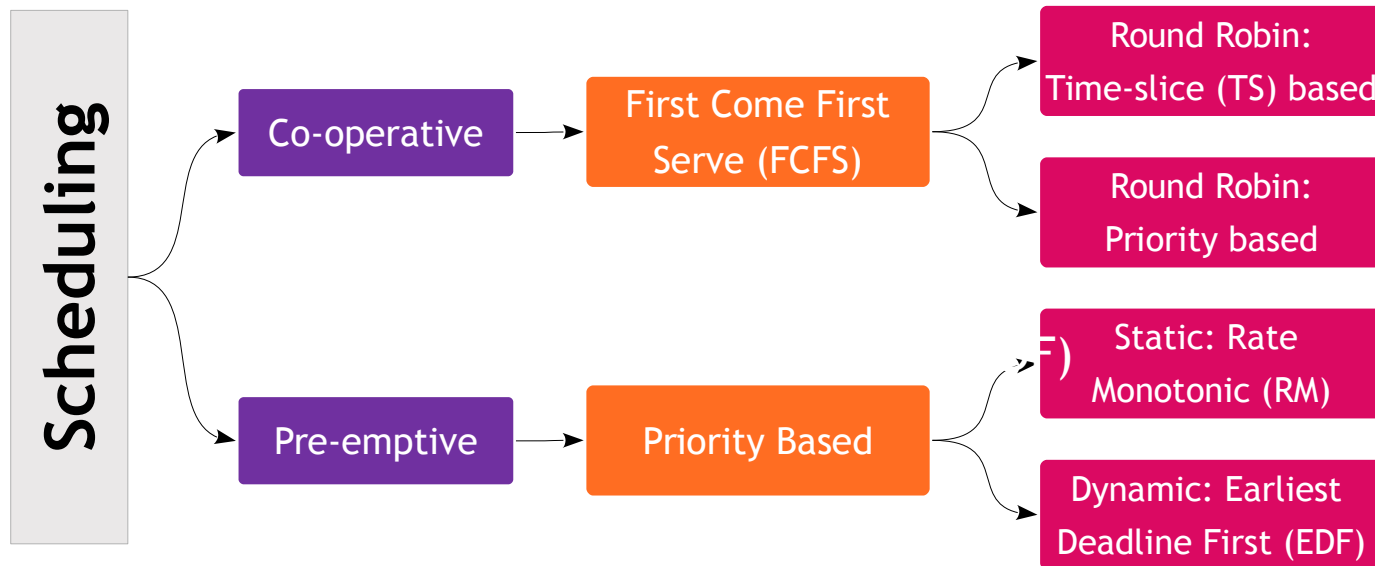 Scheduling
Co-operative
First Come First
Serve (FCFS)
Round Robin:
Time-slice (TS) based
Round Robin:
Priority based
Pre-emptive
Priority Based
F)
Static: Rate
Monotonic (RM)
Dynamic: Earliest
Deadline First (EDF)